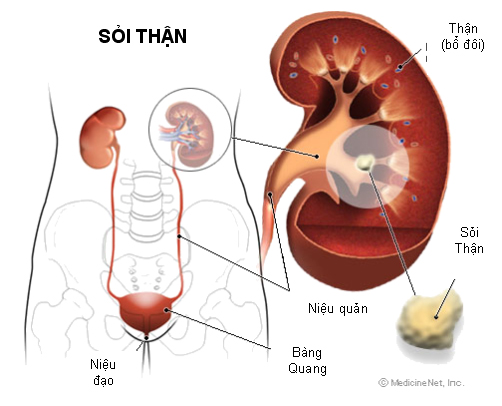 SỎI THẬN
Thận
(bổ đôi)
Sỏi
Thận
Niệu quản
Bàng
Quang
Niệu
đạo
© MedicineNet, Inc.